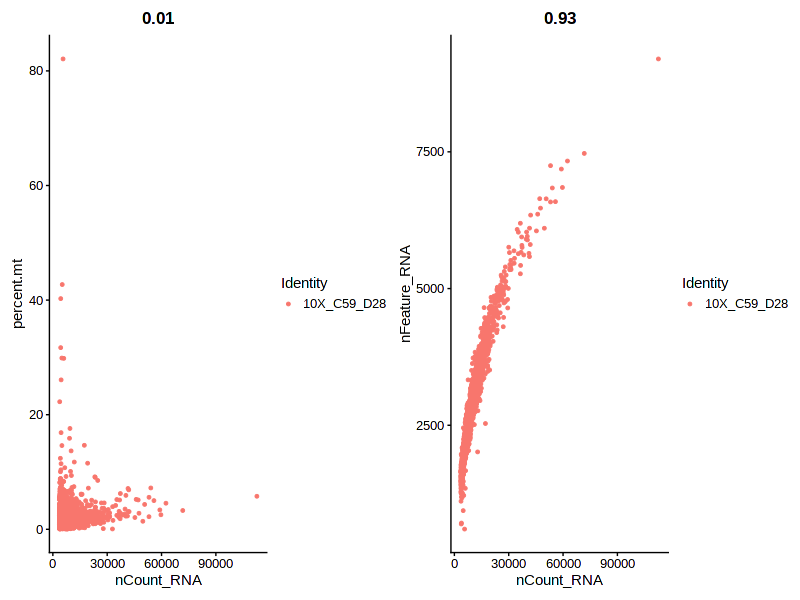 0.01
percent.mt
80
60
40
20
0
0 30000 60000 90000
nCount_RNA
Identity
10X_C59_D28
0.93
nFeature_RNA
7500
5000
2500
0 30000 60000 90000
nCount_RNA
Identity
10X_C59_D28